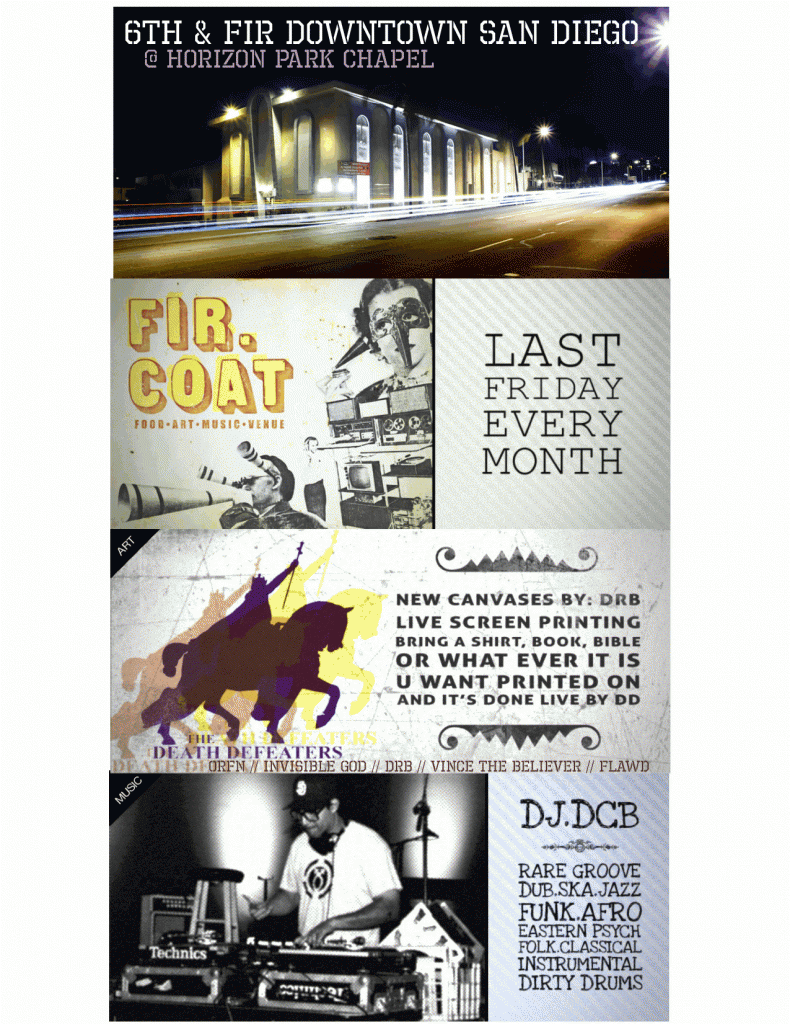 6TH & FIR DOWNTOWN SAN DIEGO
@ HORIZON PARK CHAPEL
FIR.
COAT
FOOD•ART•MUSIC•VENUE
LAST
FRIDAY
EVERY
MONTH
ART
NEW CANVASES BY: DRB
LIVE SCREEN PRINTING
BRING A SHIRT, BOOK, BIBLE
OR WHAT EVER IT IS
U WANT PRINTED ON
AND IT'S DONE LIVE BY DD
THE
DEATH DEFEATERS
ORFN // INVISIBLE GOD // DRB // VINCE THE BELIEVER // FLAWD
MUSIC
Technics
DJ.DCB
RARE GROOVE
DUB.SKA.JAZZ
FUNK.AFRO
EASTERN PSYCH
FOLK.CLASSICAL
INSTRUMENTAL
DIRTY DRUMS